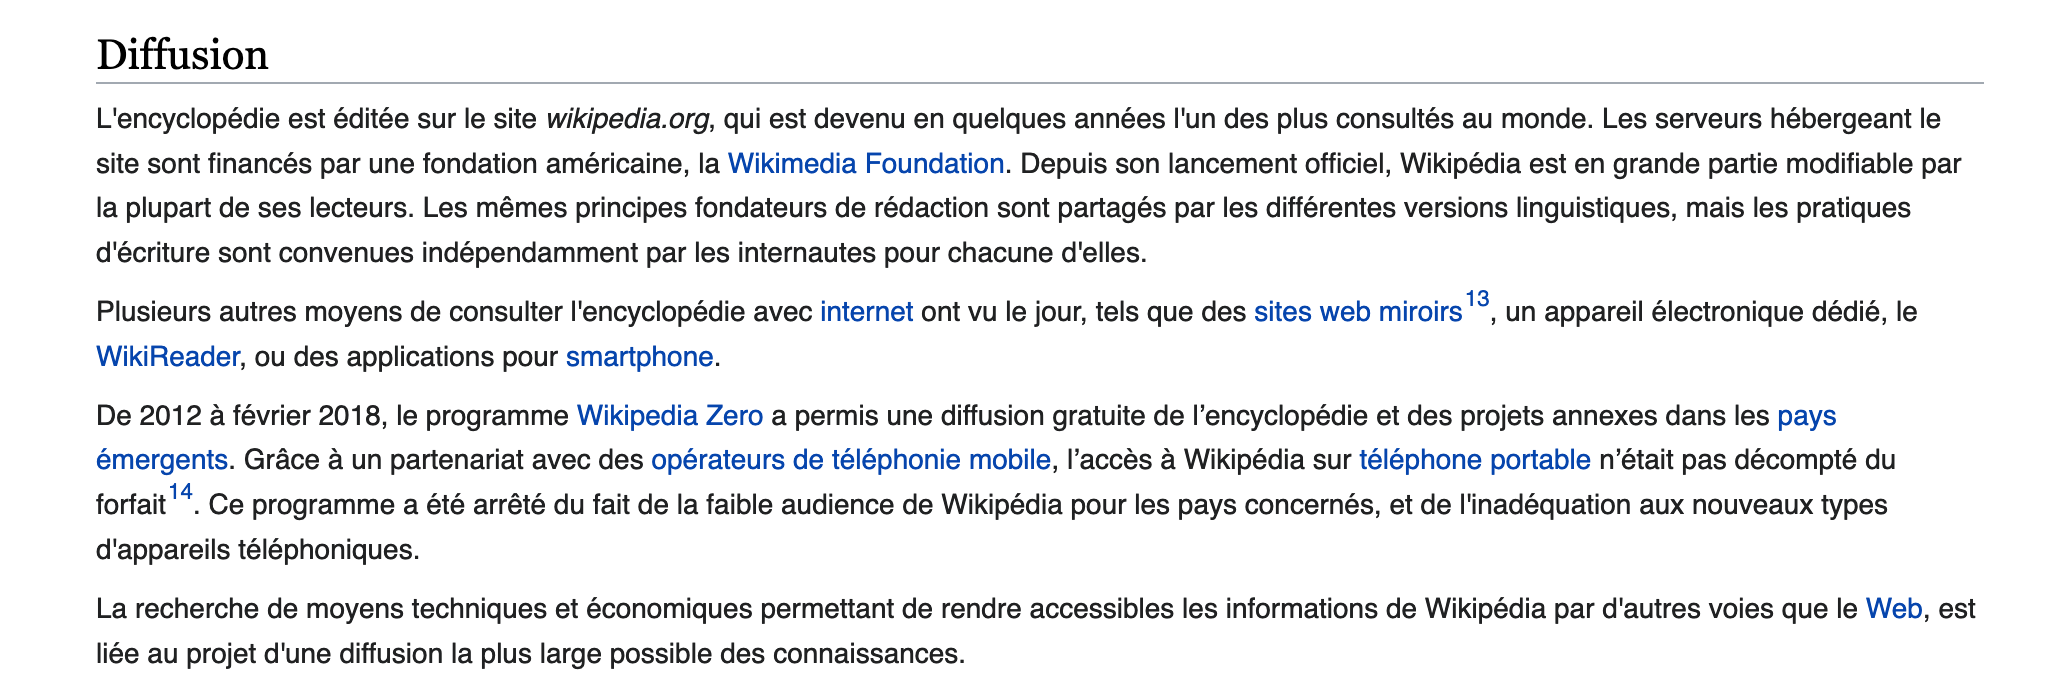 Diffusion
L'encyclopédie est éditée sur le site wikipedia.org, qui est devenu en quelques années l'un des plus consultés au monde. Les serveurs hébergeant le
site sont financés par une fondation américaine, la Wikimedia Foundation. Depuis son lancement officiel, Wikipédia est en grande partie modifiable par
la plupart de ses lecteurs. Les mêmes principes fondateurs de rédaction sont partagés par les différentes versions linguistiques, mais les pratiques
d'écriture sont convenues indépendamment par les internautes pour chacune d'elles.
Plusieurs autres moyens de consulter l'encyclopédie avec internet ont vu le jour, tels que des sites web miroirs13, un appareil électronique dédié, le
WikiReader, ou des applications pour smartphone.
De 2012 à février 2018, le programme Wikipedia Zero a permis une diffusion gratuite de l’encyclopédie et des projets annexes dans les pays
émergents. Grâce à un partenariat avec des opérateurs de téléphonie mobile, l’accès à Wikipédia sur téléphone portable n’était pas décompté du
forfait14. Ce programme a été arrêté du fait de la faible audience de Wikipédia pour les pays concernés, et de l'inadéquation aux nouveaux types
d'appareils téléphoniques.
La recherche de moyens techniques et économiques permettant de rendre accessibles les informations de Wikipédia par d'autres voies que le Web, est
liée au projet d'une diffusion la plus large possible des connaissances.